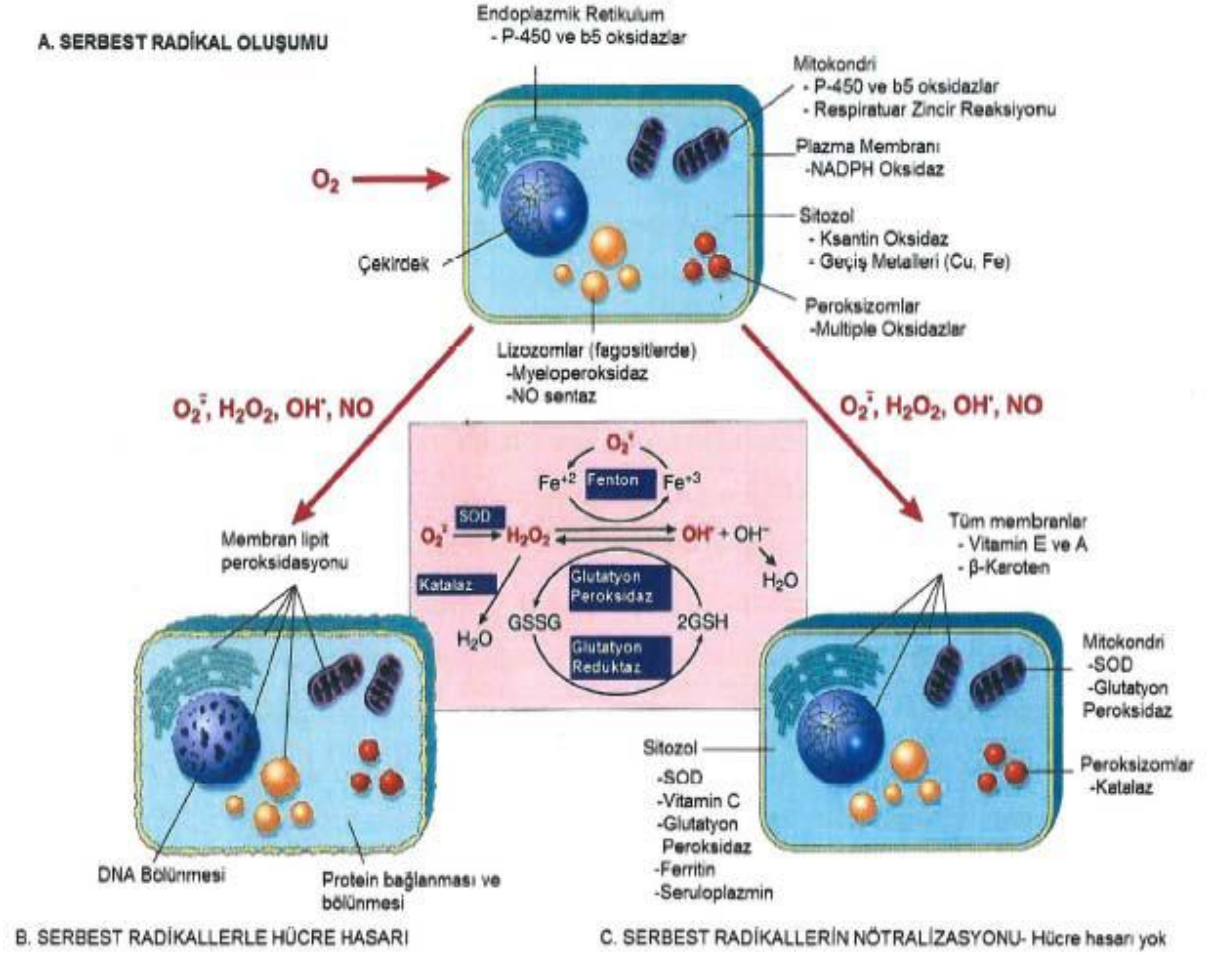 A. SERBEST RADİKAL OLUŞUMU
Endoplazmik Retikulum
- P-450 ve b5 oksidazlar
Mitokondri
- P-450 ve b5 oksidazlar
- Respiratuar Zincir Reaksiyonu
Plazma Membranı
-NADPH Oksidaz
O₂
Sitozol
- Ksantin Oksidaz
- Geçiş Metalleri (Cu, Fe)
Çekirdek
Peroksizomlar
-Multiple Oksidazlar
Lizozomlar (fagositlerde)
-Myeloperoksidaz
-NO sentaz
O₂⁻̇, H₂O₂, OH˙, NO
O₂⁻̇, H₂O₂, OH˙, NO
O₂⁻̇
Fe⁺² Fenton Fe⁺³
SOD
O₂⁻̇ H₂O₂ OH˙ + OH⁻
H₂O
Katalaz
Glutatyon
Peroksidaz
H₂O
GSSG 2GSH
Glutatyon
Reduktaz
Membran lipit
peroksidasyonu
DNA Bölünmesi
Protein bağlanması ve
bölünmesi
B. SERBEST RADİKALLERLE HÜCRE HASARI
Tüm membranlar
- Vitamin E ve A
- β-Karoten
Mitokondri
-SOD
-Glutatyon
Peroksidaz
Peroksizomlar
-Katalaz
Sitozol
-SOD
-Vitamin C
-Glutatyon
Peroksidaz
-Ferritin
-Seruloplazmin
C. SERBEST RADİKALLERİN NÖTRALİZASYONU- Hücre hasarı yok